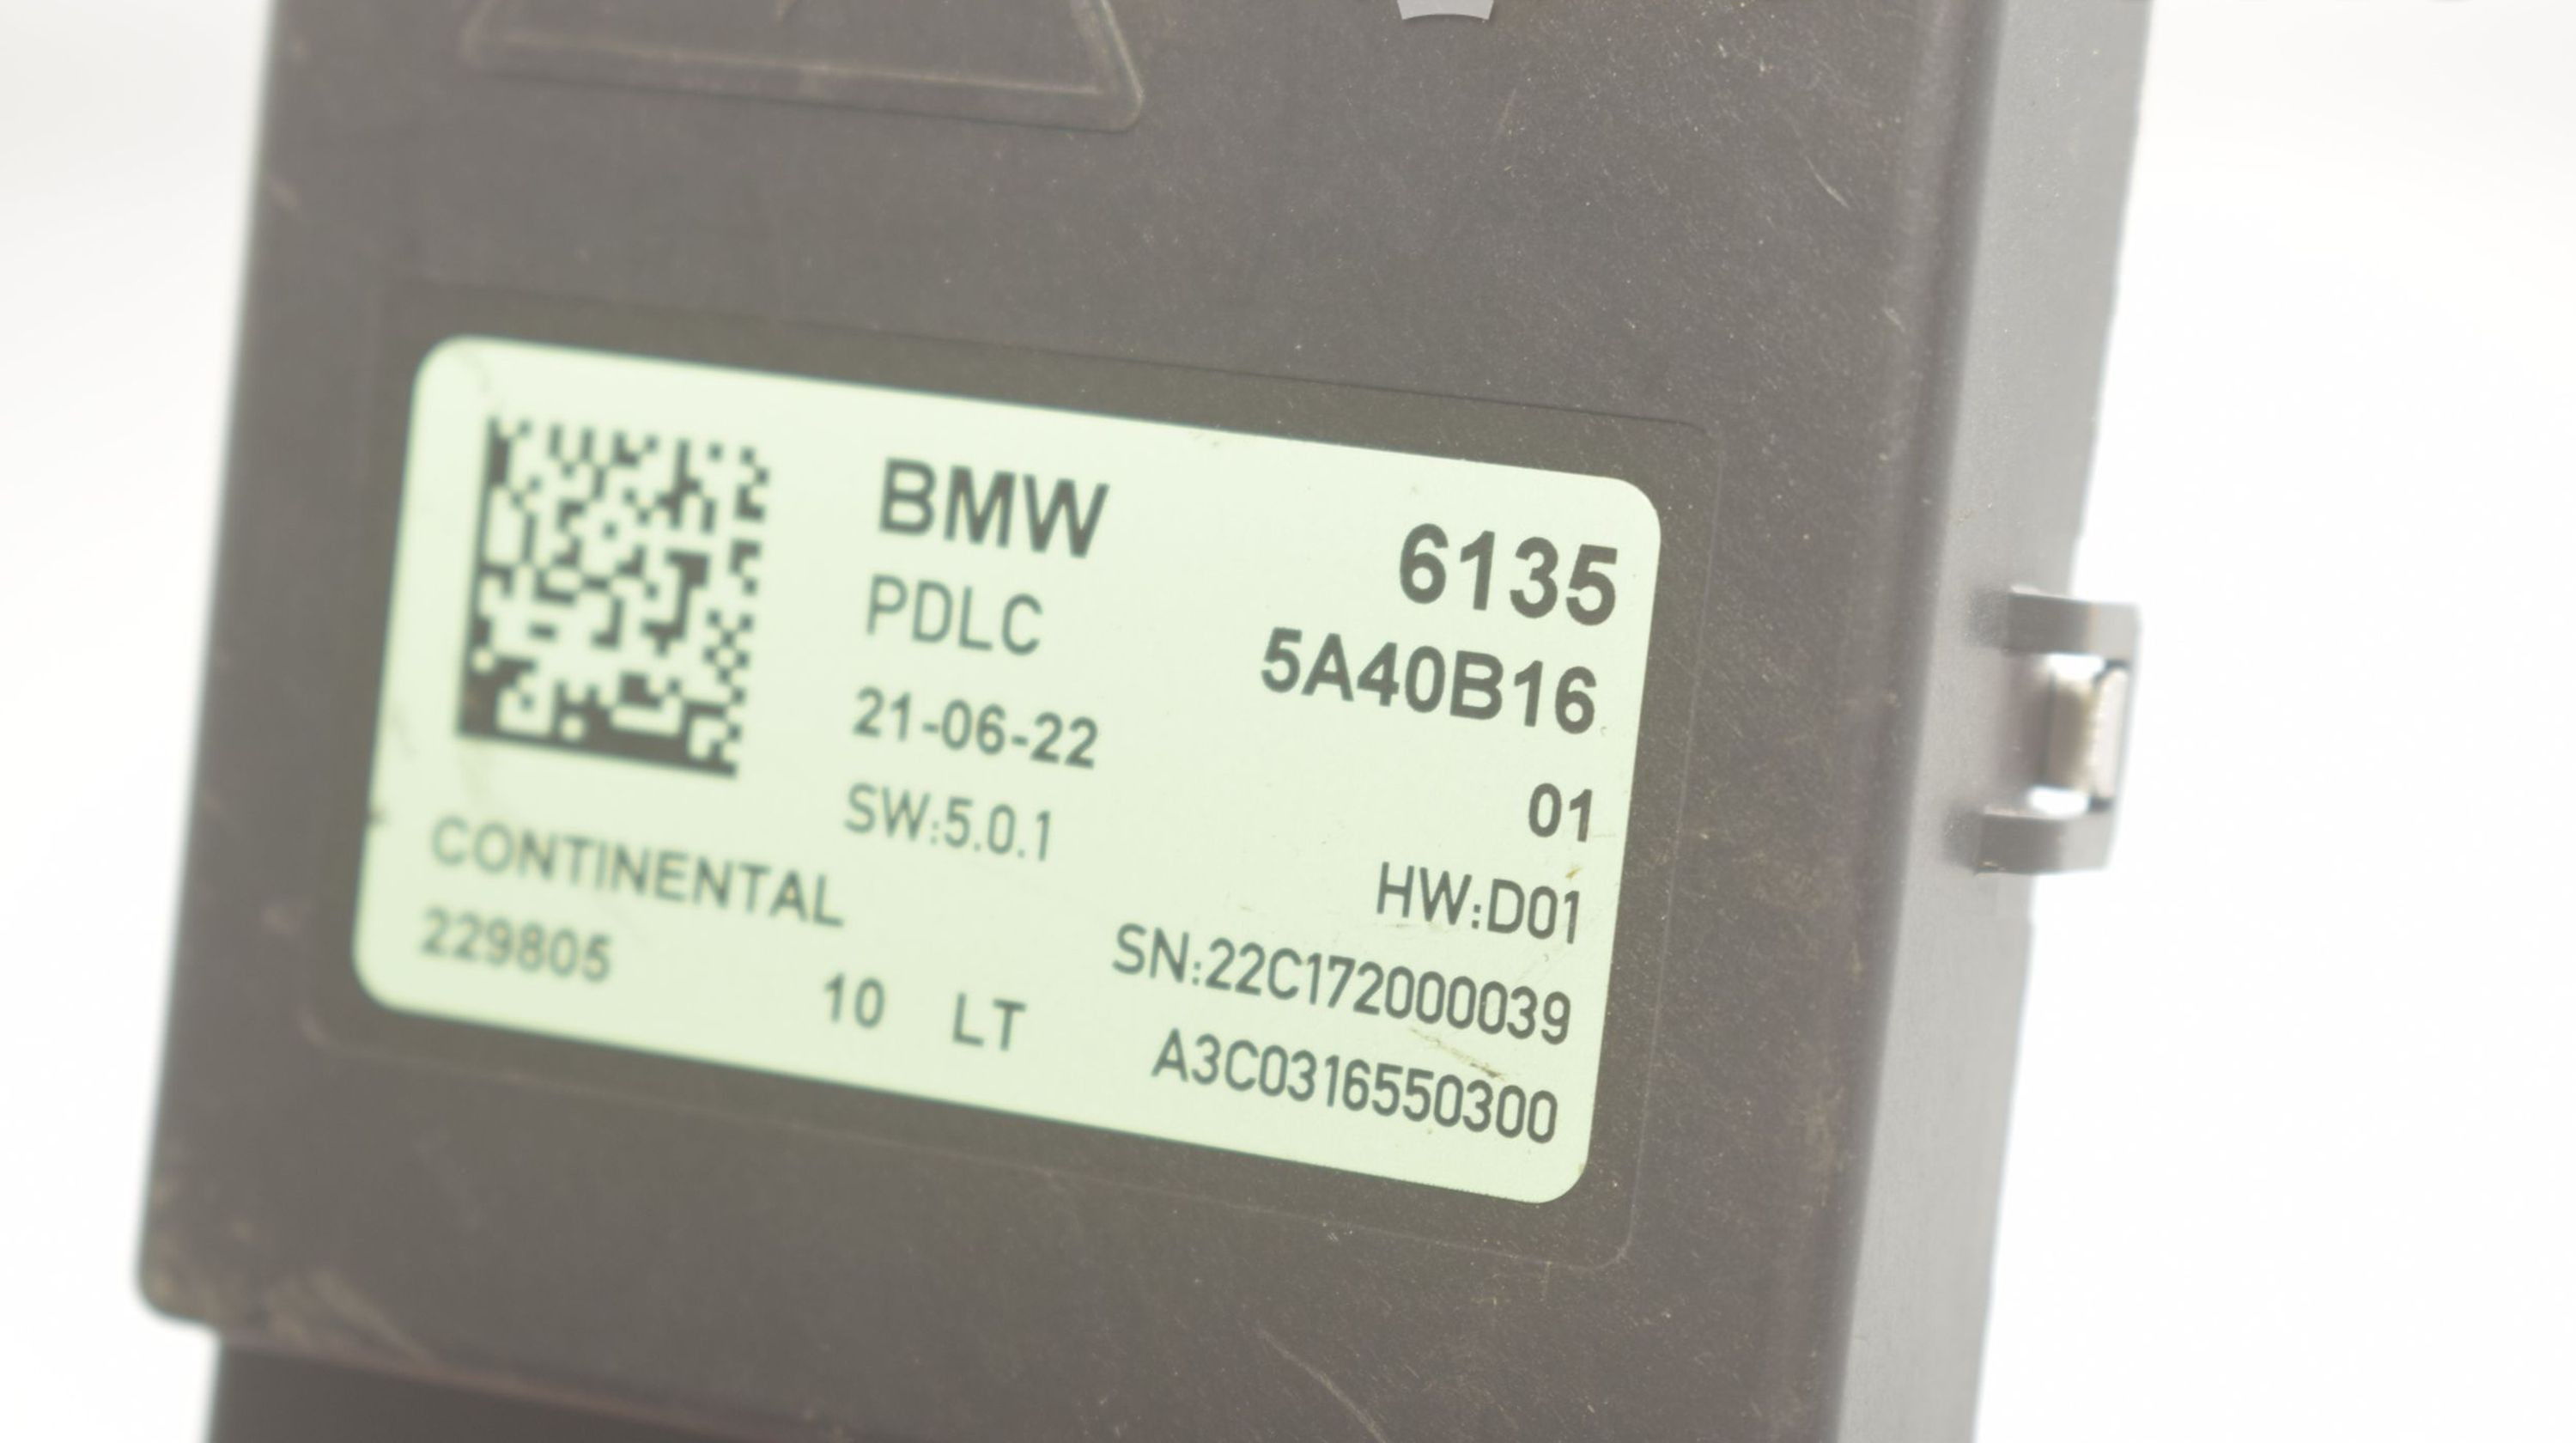 BMW 6135
PDLC 5A40B16
21-06-22 01
SW:5.0.1 HW:D01
CONTINENTAL SN:22C172000039
229805 10 LT A3C0316550300